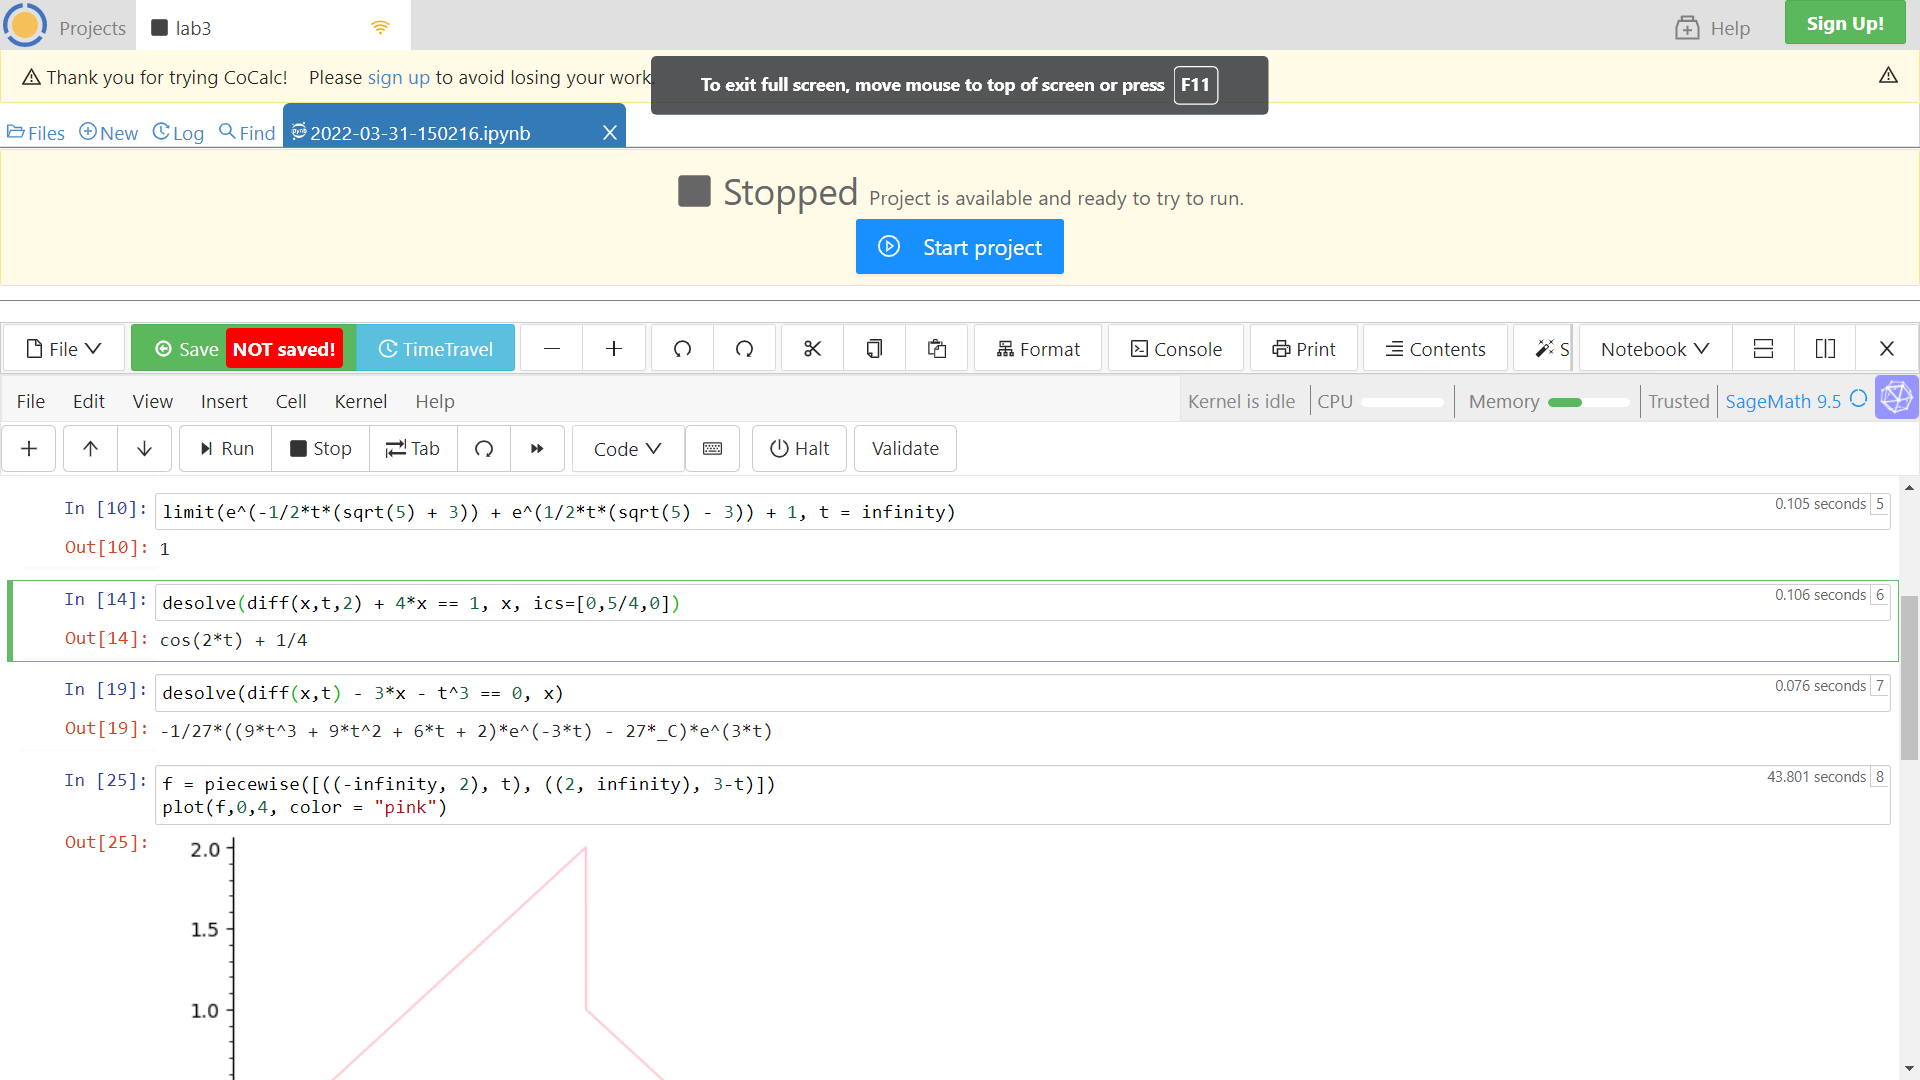 Projects lab3 Help Sign Up!
Thank you for trying CoCalc! Please sign up to avoid losing your work.
To exit full screen, move mouse to top of screen or press F11
Files New Log Find 2022-03-31-150216.ipynb
Stopped Project is available and ready to try to run.
Start project
File Save NOT saved! TimeTravel Format Console Print Contents S Notebook
File Edit View Insert Cell Kernel Help Kernel is idle CPU Memory Trusted SageMath 9.5
Run Stop Tab Code Halt Validate
In [10]: limit(e^(-1/2*t*(sqrt(5) + 3)) + e^(1/2*t*(sqrt(5) - 3)) + 1, t = infinity) 0.105 seconds 5
Out[10]: 1
In [14]: desolve(diff(x,t,2) + 4*x == 1, x, ics=[0,5/4,0]) 0.106 seconds 6
Out[14]: cos(2*t) + 1/4
In [19]: desolve(diff(x,t) - 3*x - t^3 == 0, x) 0.076 seconds 7
Out[19]: -1/27*((9*t^3 + 9*t^2 + 6*t + 2)*e^(-3*t) - 27*_C)*e^(3*t)
In [25]: f = piecewise([((-infinity, 2), t), ((2, infinity), 3-t)]) 43.801 seconds 8
plot(f,0,4, color = "pink")
Out[25]:
2.0
1.5
1.0